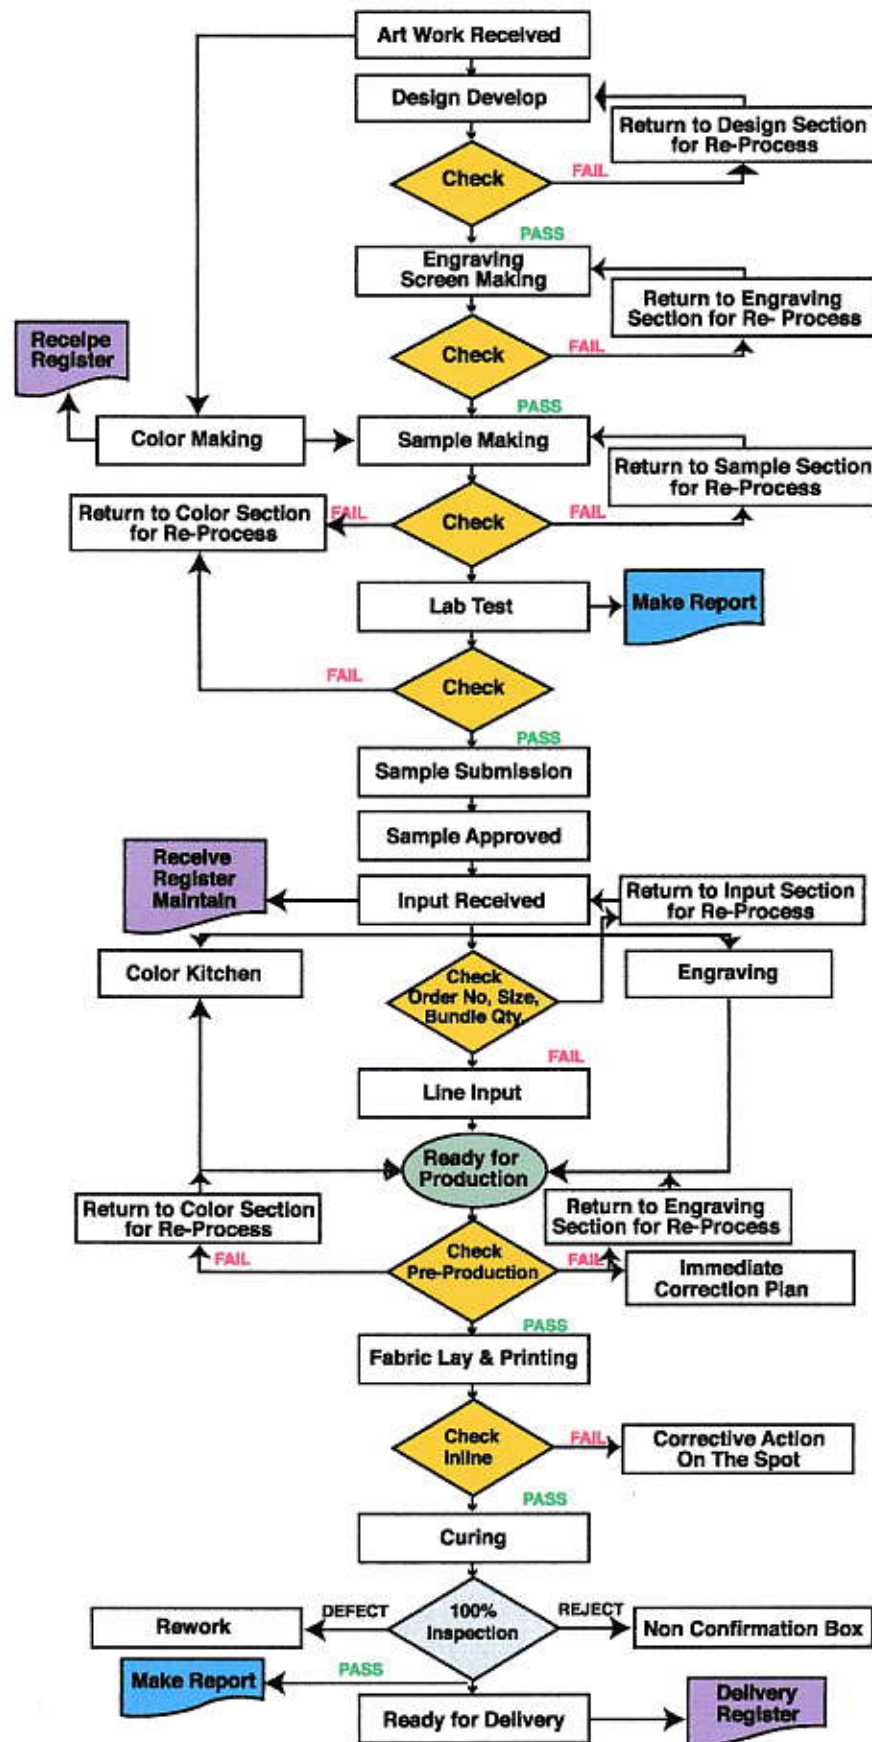 Art Work Received
Design Develop
Return to Design Section
for Re-Process
Check
FAIL
PASS
Engraving
Screen Making
Return to Engraving
Section for Re- Process
Receipe
Register
Check
FAIL
PASS
Color Making
Sample Making
Return to Sample Section
for Re-Process
Return to Color Section
for Re-Process
FAIL
Check
FAIL
Lab Test
Make Report
FAIL
Check
PASS
Sample Submission
Sample Approved
Receive
Register
Maintain
Input Received
Return to Input Section
for Re-Process
Color Kitchen
Check
Order No, Size,
Bundle Qty.
Engraving
FAIL
Line Input
Ready for
Production
Return to Color Section
for Re-Process
Return to Engraving
Section for Re-Process
FAIL
Check
Pre-Production
FAIL
Immediate
Correction Plan
PASS
Fabric Lay & Printing
Check
Inline
FAIL
Corrective Action
On The Spot
PASS
Curing
Rework
DEFECT
100%
Inspection
REJECT
Non Confirmation Box
Make Report
PASS
Ready for Delivery
Delivery
Register